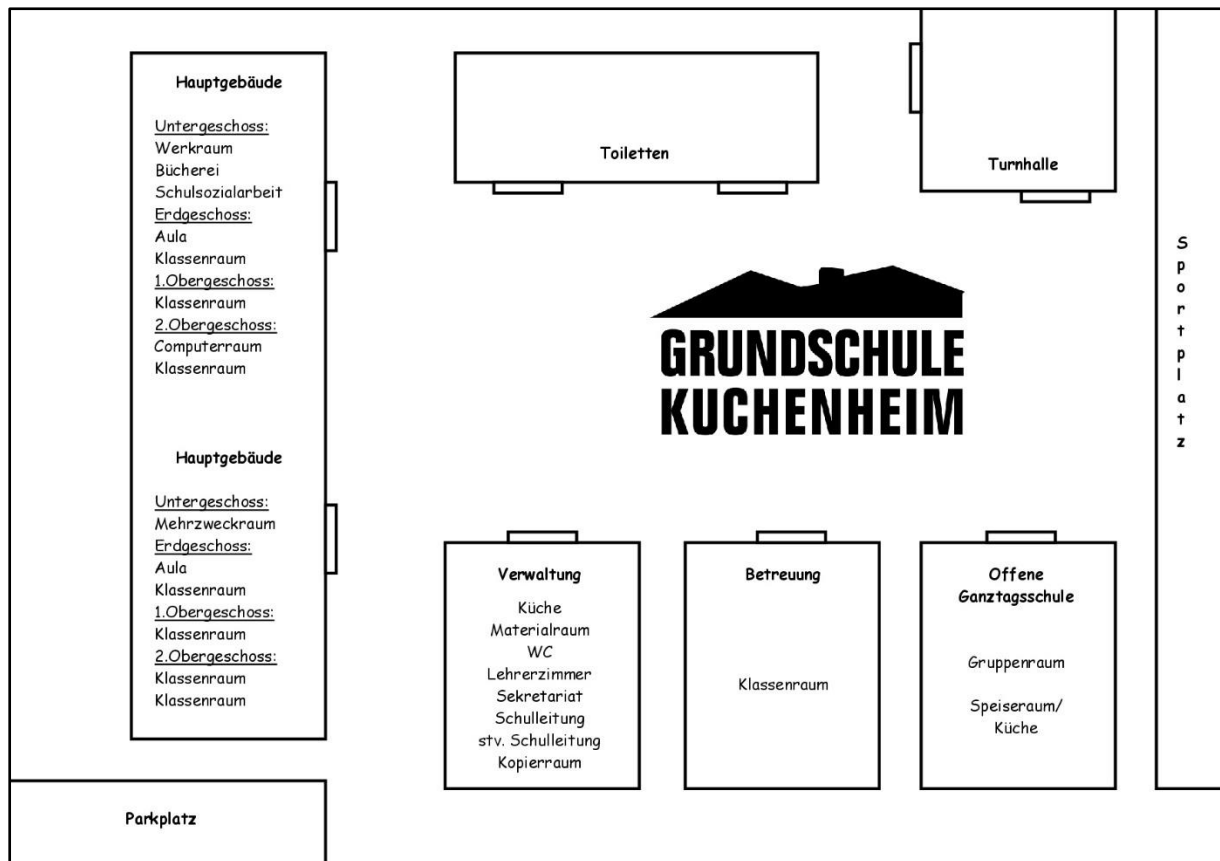 Hauptgebäude
Untergeschoss:
Werkraum
Bücherei
Schulsozialarbeit
Erdgeschoss:
Aula
Klassenraum
1.Obergeschoss:
Klassenraum
2.Obergeschoss:
Computerraum
Klassenraum
Hauptgebäude
Untergeschoss:
Mehrzweckraum
Erdgeschoss:
Aula
Klassenraum
1.Obergeschoss:
Klassenraum
2.Obergeschoss:
Klassenraum
Klassenraum
Parkplatz
Toiletten
Turnhalle
Sportplatz
GRUNDSCHULE
KUCHENHEIM
Verwaltung
Küche
Materialraum
WC
Lehrerzimmer
Sekretariat
Schulleitung
stv. Schulleitung
Kopierraum
Betreuung
Klassenraum
Offene
Ganztagsschule
Gruppenraum
Speiseraum/
Küche